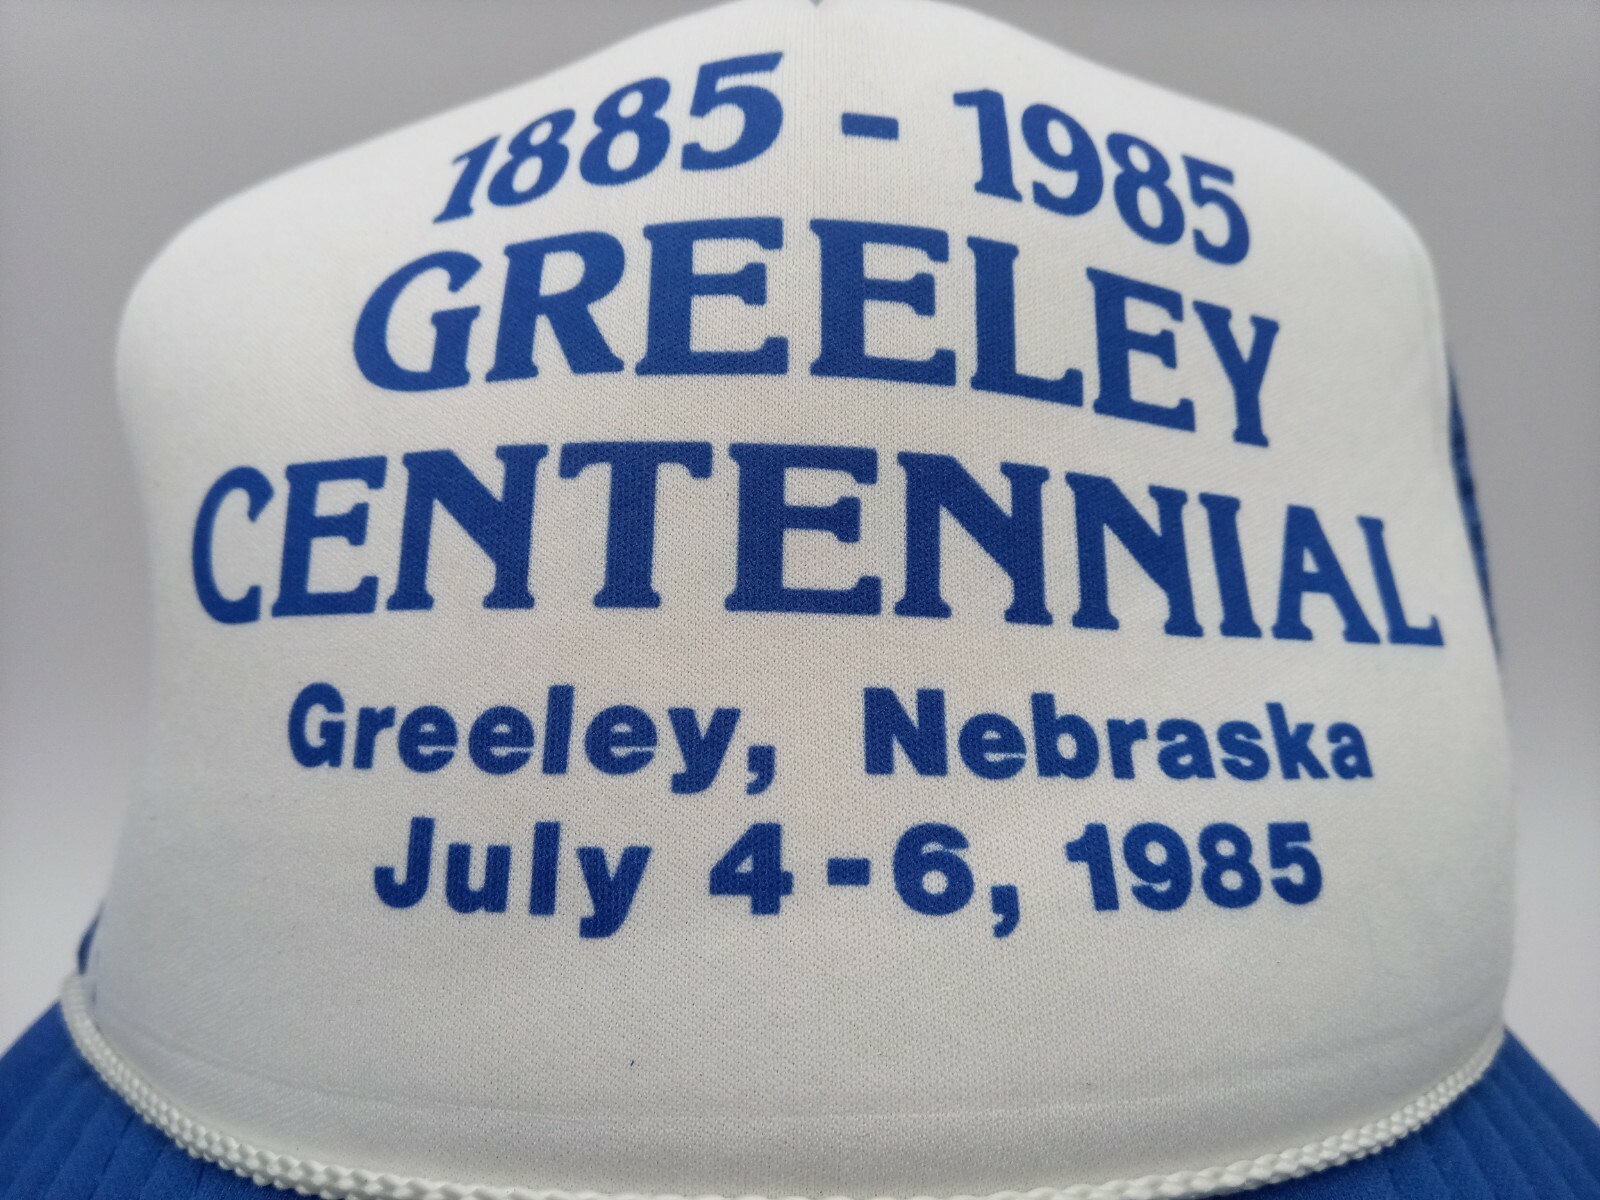 1885 - 1985
GREELEY
CENTENNIAL
Greeley, Nebraska
July 4-6, 1985